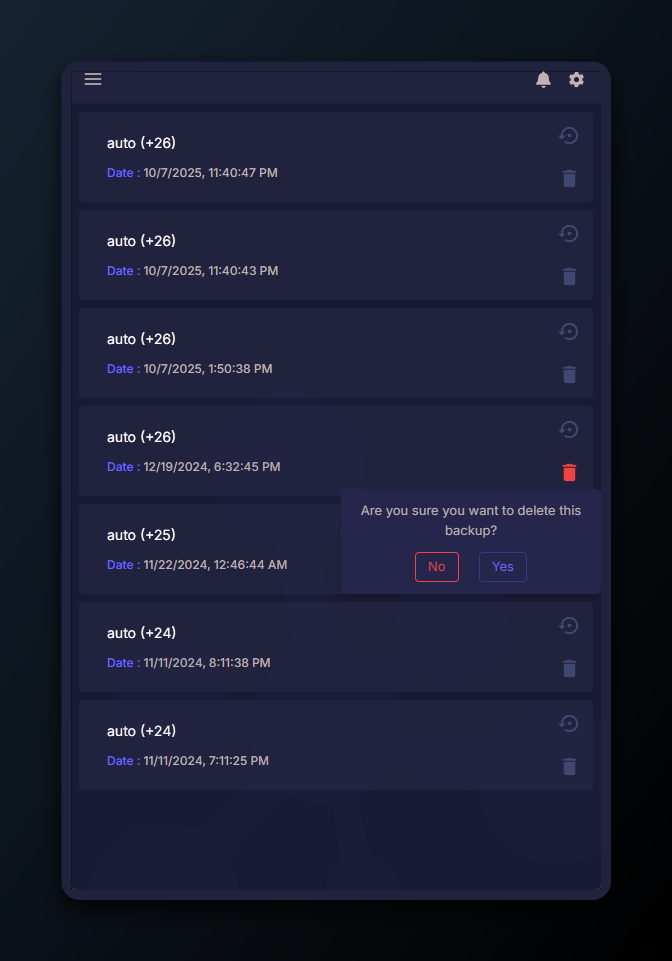 auto (+26)
Date : 10/7/2025, 11:40:47 PM
auto (+26)
Date : 10/7/2025, 11:40:43 PM
auto (+26)
Date : 10/7/2025, 1:50:38 PM
auto (+26)
Date : 12/19/2024, 6:32:45 PM
Are you sure you want to delete this
backup?
No Yes
auto (+25)
Date : 11/22/2024, 12:46:44 AM
auto (+24)
Date : 11/11/2024, 8:11:38 PM
auto (+24)
Date : 11/11/2024, 7:11:25 PM